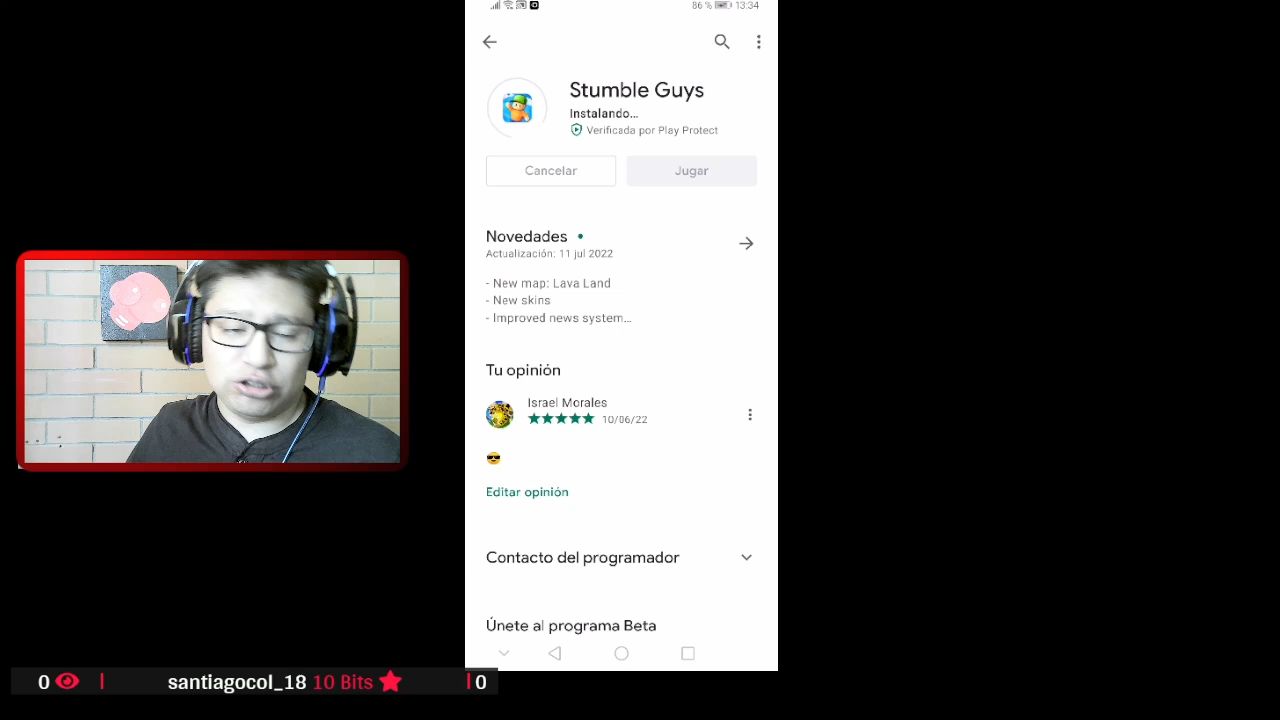 86 % 13:34
Stumble Guys
Instalando...
Verificada por Play Protect
Cancelar
Jugar
Novedades
Actualización: 11 jul 2022
- New map: Lava Land
- New skins
- Improved news system...
Tu opinión
Israel Morales
10/06/22
Editar opinión
Contacto del programador
Únete al programa Beta
0 santiagocol_18 10 Bits 0